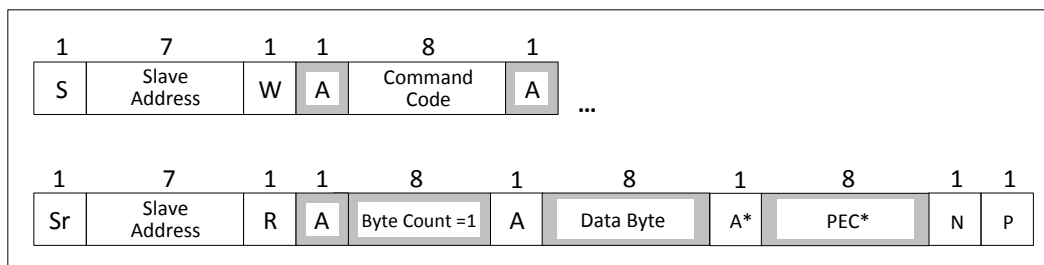 1 7 1 1 8 1
S Slave Address W A Command Code A ...
1 7 1 1 8 1 8 1 8 1 1
Sr Slave Address R A Byte Count =1 A Data Byte A* PEC* N P